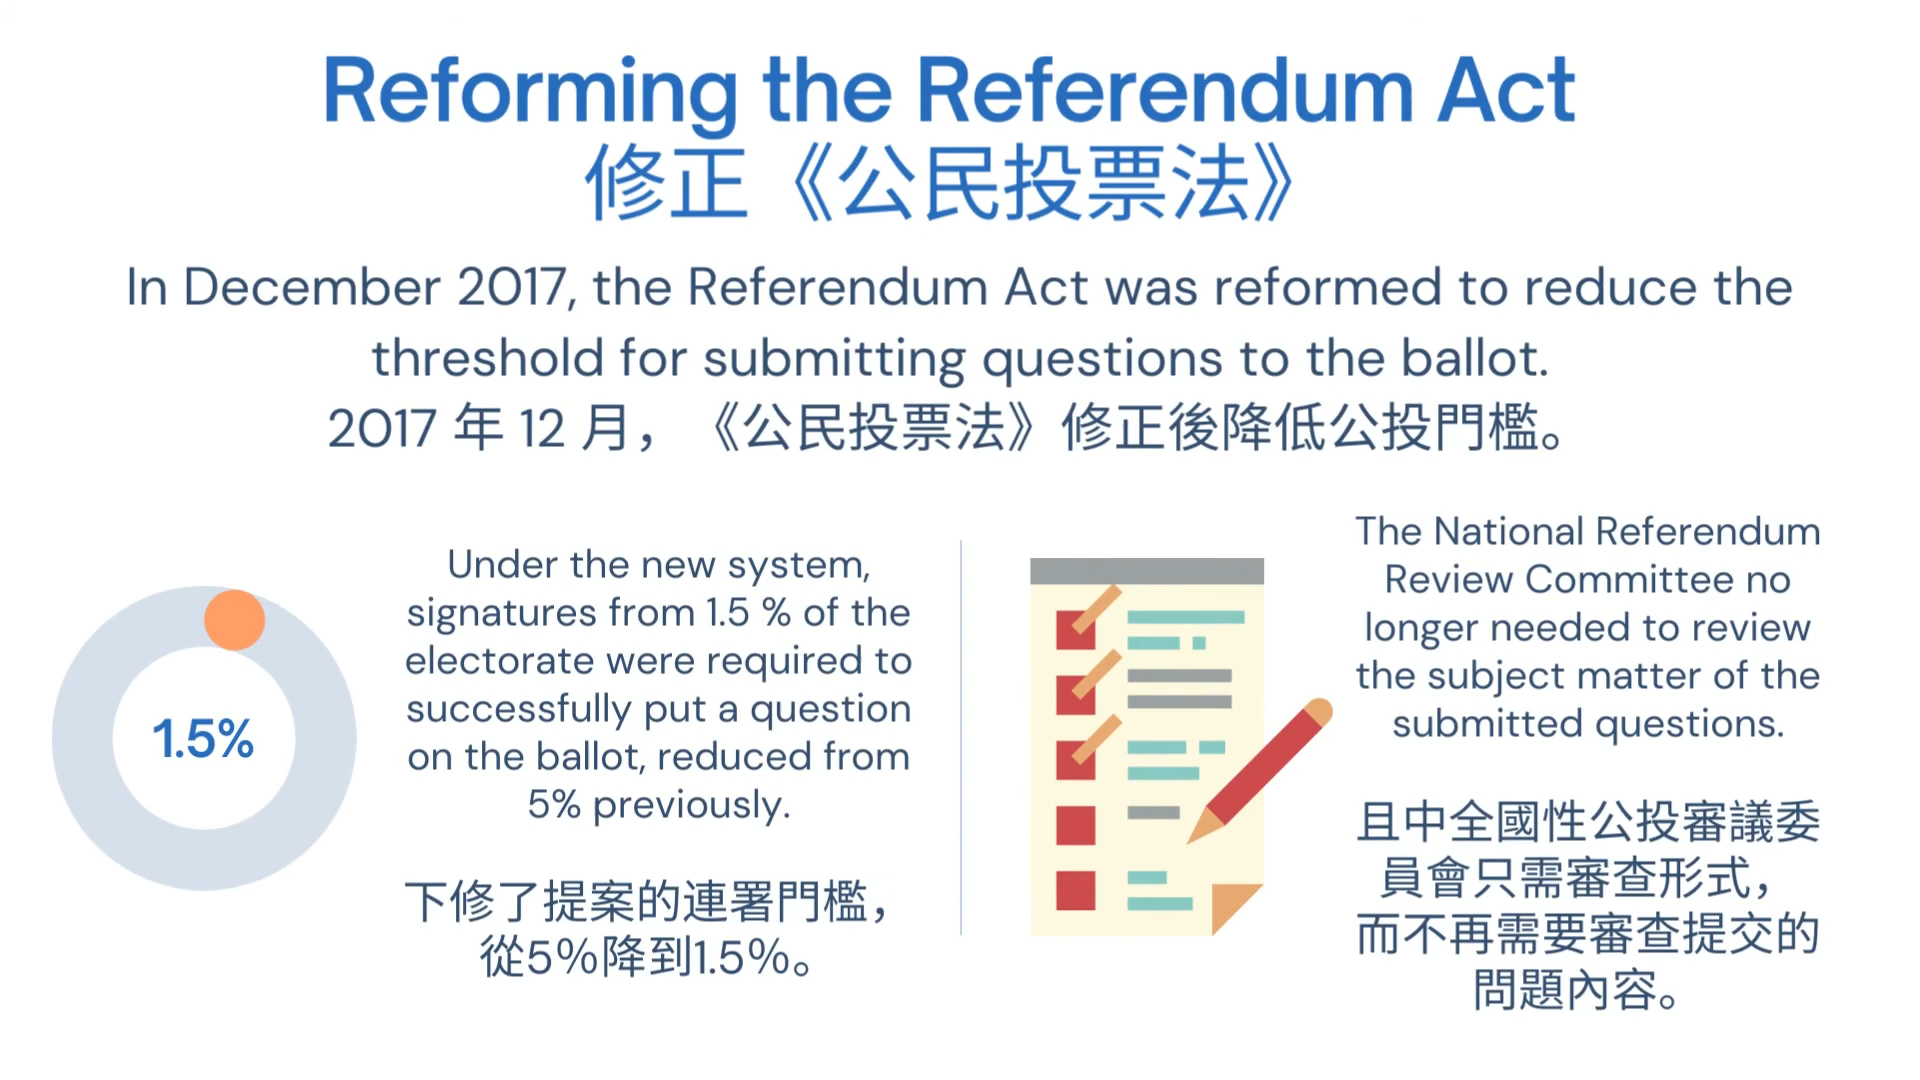 Reforming the Referendum Act
修正《公民投票法》
In December 2017, the Referendum Act was reformed to reduce the
threshold for submitting questions to the ballot.
2017 年 12 月，《公民投票法》修正後降低公投門檻。
1.5%
Under the new system,
signatures from 1.5 % of the
electorate were required to
successfully put a question
on the ballot, reduced from
5% previously.
下修了提案的連署門檻，
從5%降到1.5%。
The National Referendum
Review Committee no
longer needed to review
the subject matter of the
submitted questions.
且中全國性公投審議委
員會只需審查形式，
而不再需要審查提交的
問題內容。